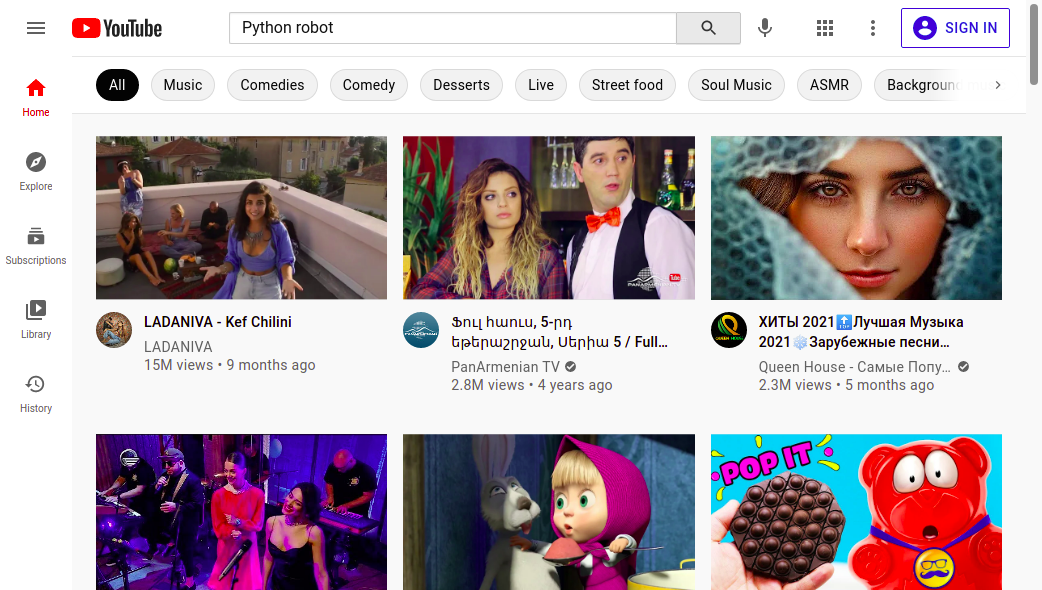 YouTube
Python robot
SIGN IN
All
Music
Comedies
Comedy
Desserts
Live
Street food
Soul Music
ASMR
Background
Home
Explore
Subscriptions
Library
History
LADANIVA - Kef Chilini
LADANIVA
15M views • 9 months ago
Ֆուլ հաուս, 5-րդ
եթերաշրջան, Սերիա 5 / Full…
PanArmenian TV
2.8M views • 4 years ago
ХИТЫ 2021🔝Лучшая Музыка
2021❄️Зарубежные песни…
Queen House - Самые Попу…
2.3M views • 5 months ago
POP IT